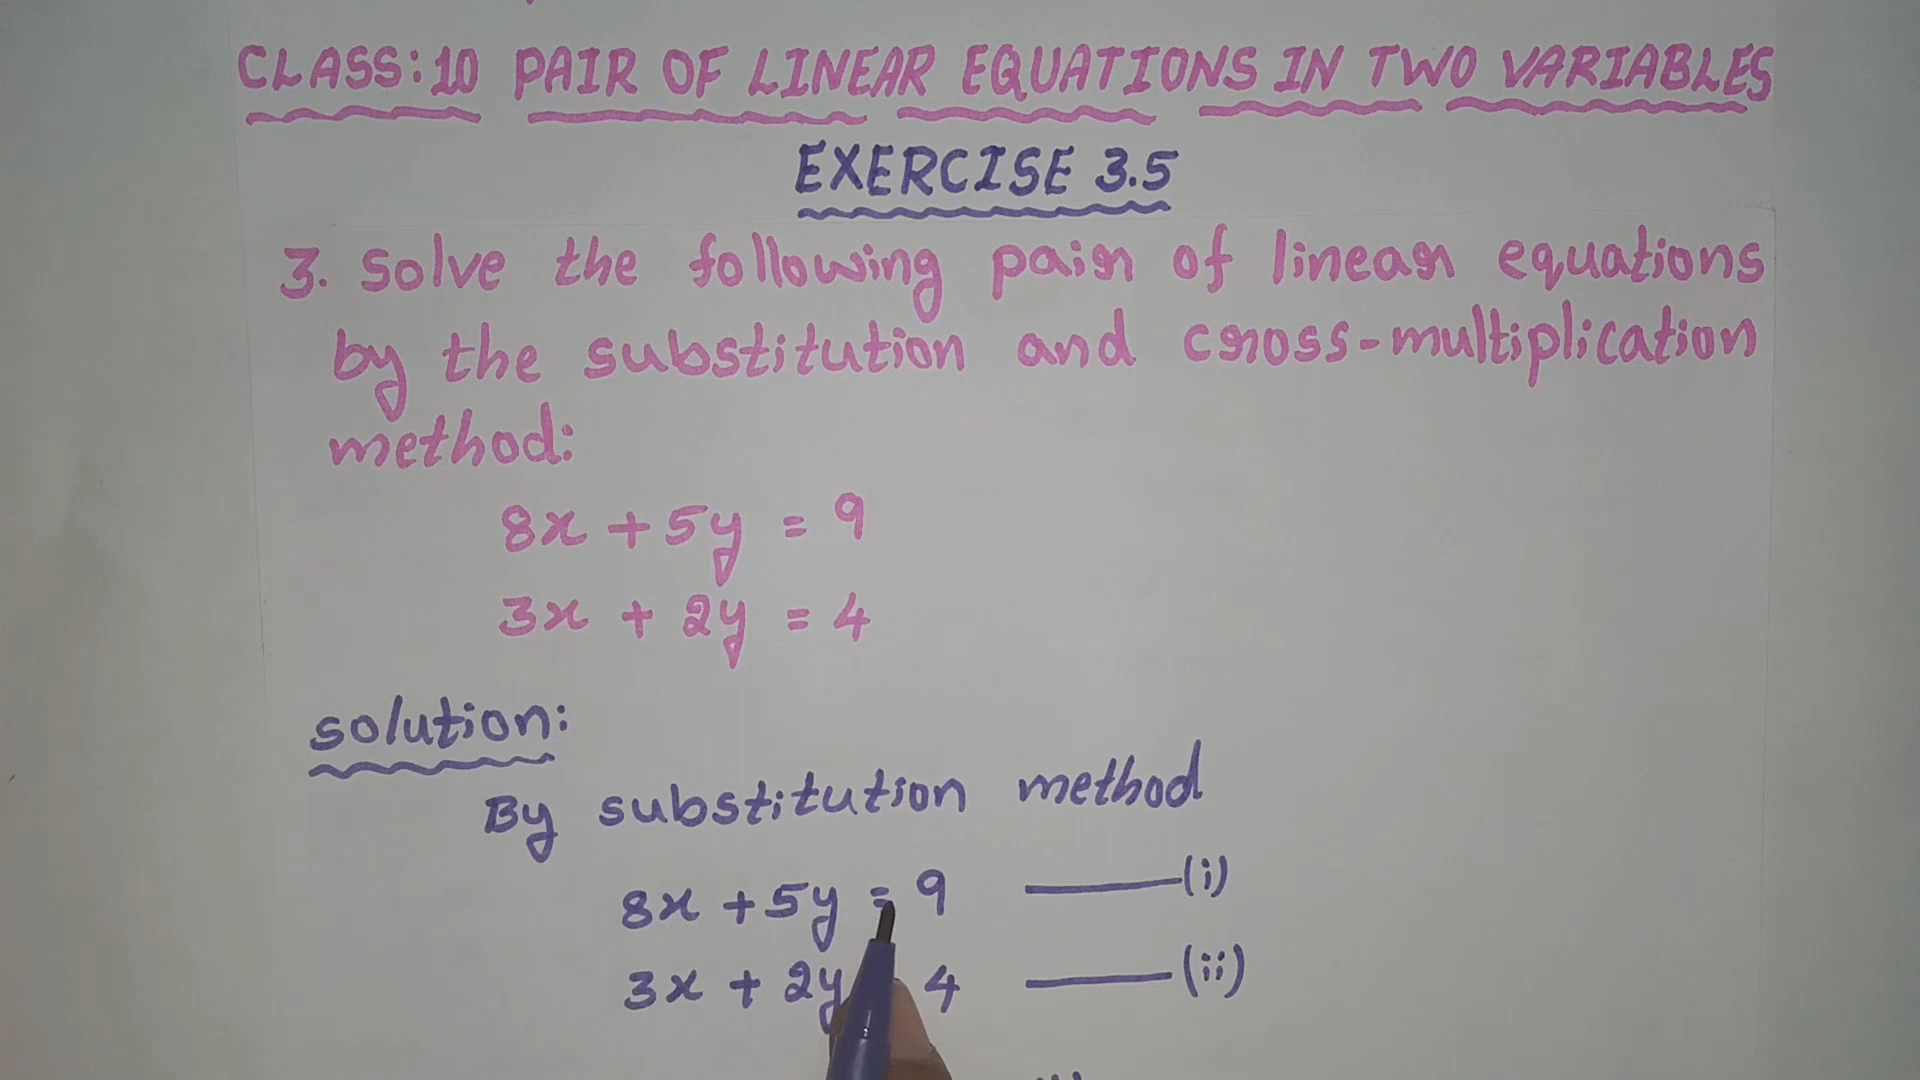 CLASS:10 PAIR OF LINEAR EQUATIONS IN TWO VARIABLES
EXERCISE 3.5
3. Solve the following pair of linear equations
by the substitution and cross-multiplication
method:
8x + 5y = 9
3x + 2y = 4
solution:
By substitution method
8x + 5y = 9 ———(i)
3x + 2y 4 ———(ii)